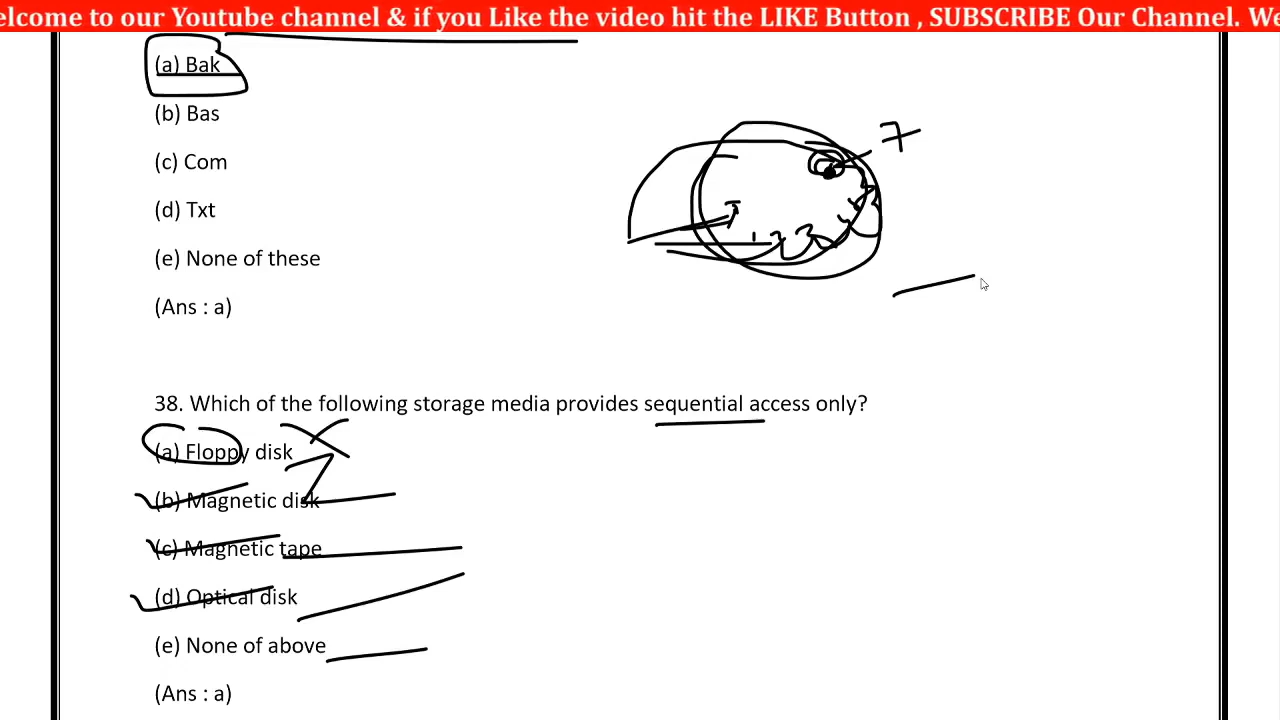 elcome to our Youtube channel & if you Like the video hit the LIKE Button , SUBSCRIBE Our Channel. We
(a) Bak
(b) Bas
(c) Com
(d) Txt
(e) None of these
(Ans : a)
7
38. Which of the following storage media provides sequential access only?
(a) Floppy disk
(b) Magnetic disk
(c) Magnetic tape
(d) Optical disk
(e) None of above
(Ans : a)